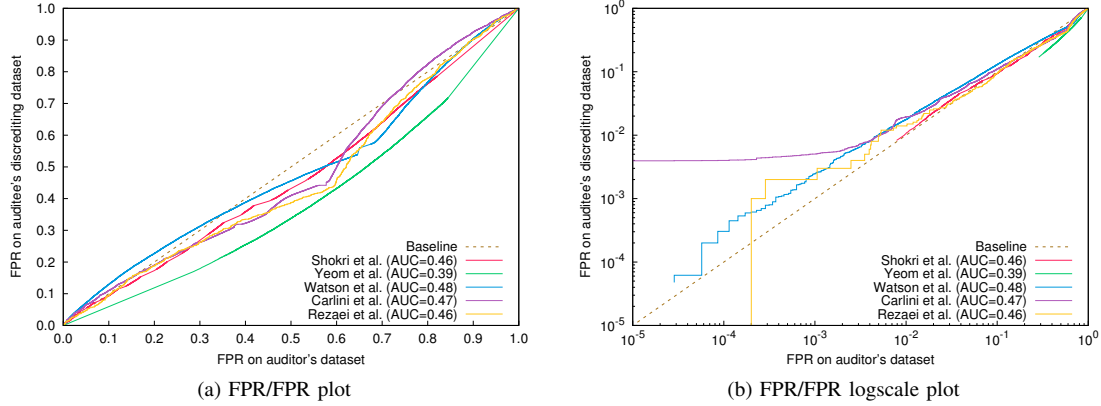 FPR on auditee's discrediting dataset
1.0
0.9
0.8
0.7
0.6
0.5
0.4
0.3
0.2
0.1
0.0
0.0 0.1 0.2 0.3 0.4 0.5 0.6 0.7 0.8 0.9 1.0
FPR on auditor's dataset
Baseline
Shokri et al. (AUC=0.46)
Yeom et al. (AUC=0.39)
Watson et al. (AUC=0.48)
Carlini et al. (AUC=0.47)
Rezaei et al. (AUC=0.46)
(a) FPR/FPR plot
FPR on auditee's discrediting dataset
10⁰
10⁻¹
10⁻²
10⁻³
10⁻⁴
10⁻⁵
10⁻⁵ 10⁻⁴ 10⁻³ 10⁻² 10⁻¹ 10⁰
FPR on auditor's dataset
Baseline
Shokri et al. (AUC=0.46)
Yeom et al. (AUC=0.39)
Watson et al. (AUC=0.48)
Carlini et al. (AUC=0.47)
Rezaei et al. (AUC=0.46)
(b) FPR/FPR logscale plot